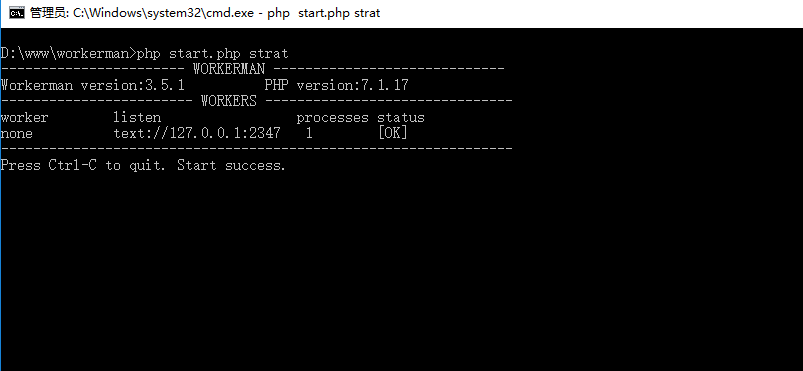 管理员: C:\Windows\system32\cmd.exe - php  start.php strat
D:\www\workerman>php start.php strat
----------------------- WORKERMAN -----------------------------
Workerman version:3.5.1          PHP version:7.1.17
------------------------ WORKERS -------------------------------
worker        listen                 processes status
none          text://127.0.0.1:2347   1        [OK]
----------------------------------------------------------------
Press Ctrl-C to quit. Start success.